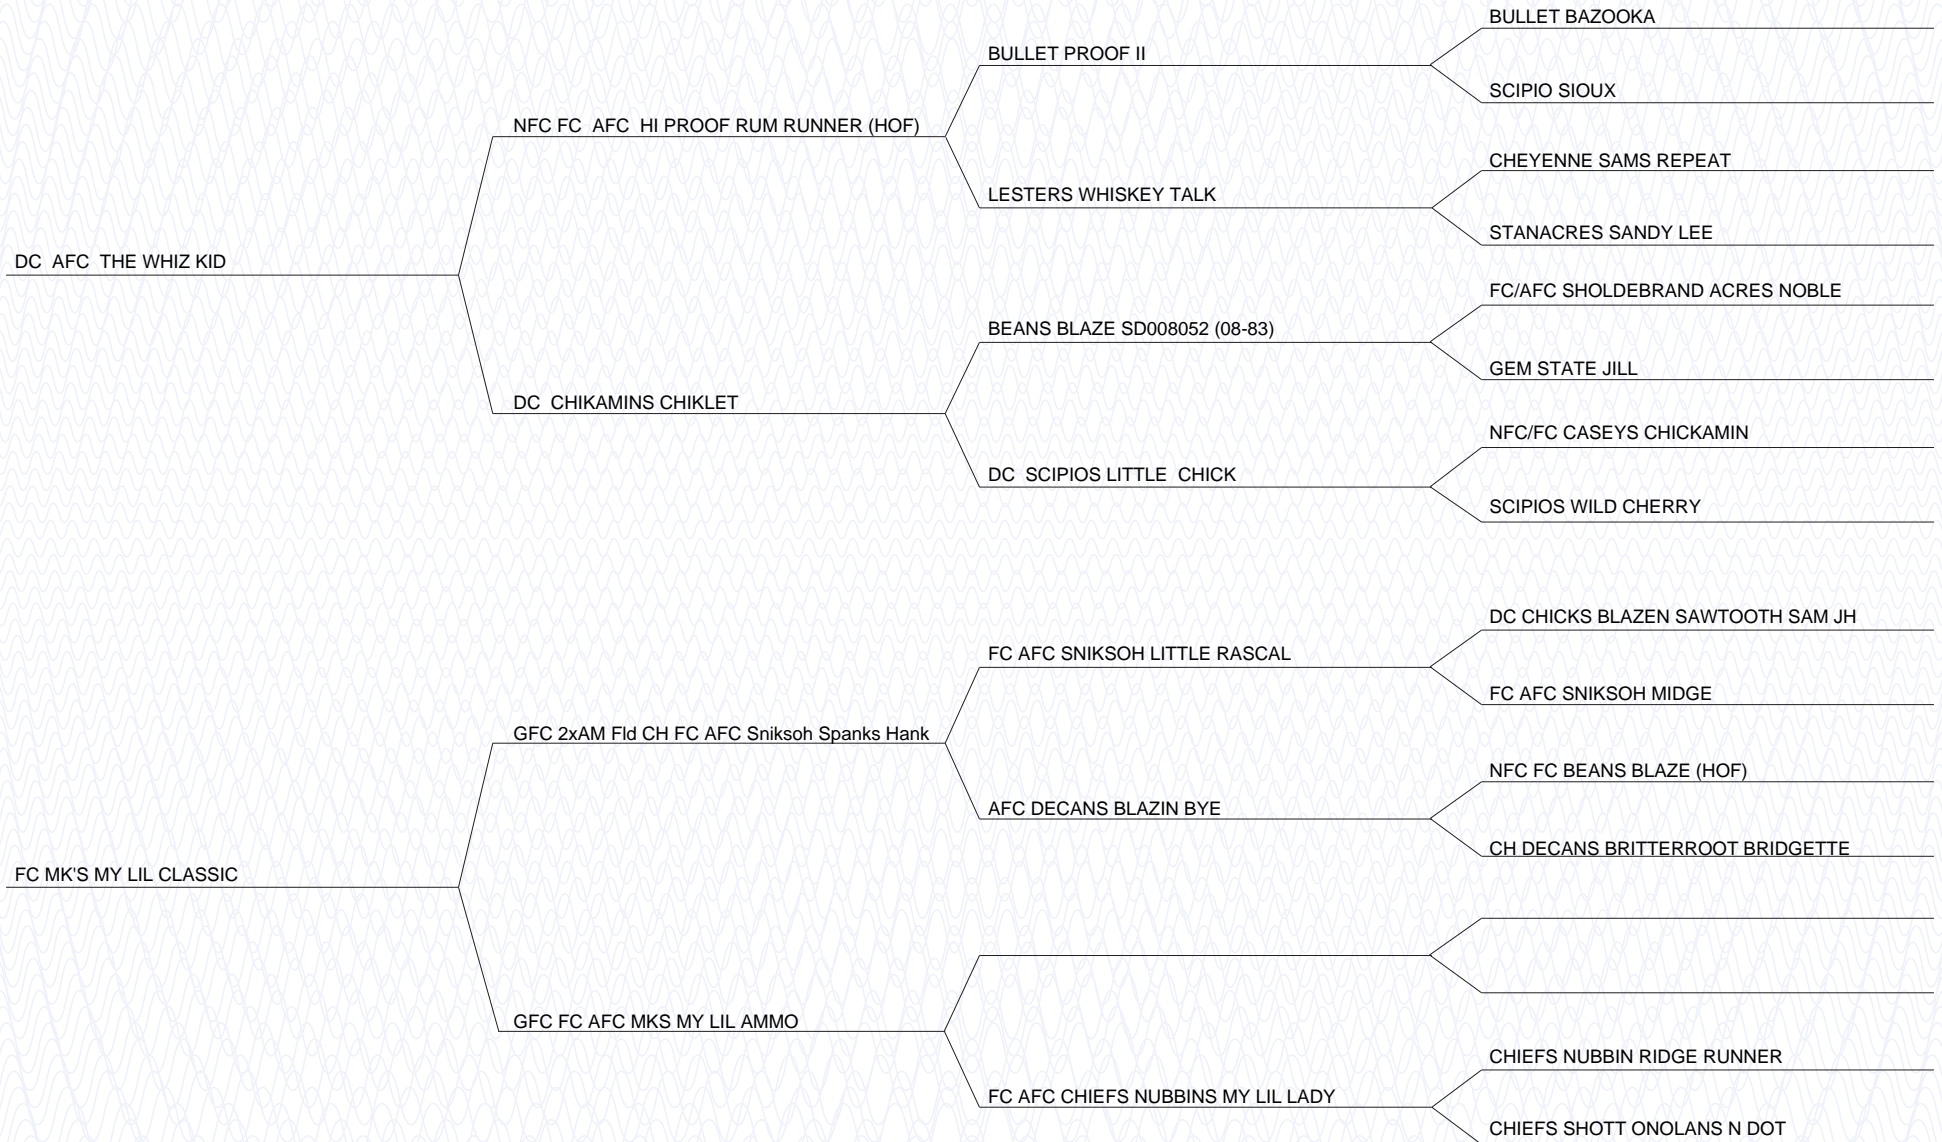 BULLET BAZOOKA
BULLET PROOF II
SCIPIO SIOUX
NFC FC  AFC  HI PROOF RUM RUNNER (HOF)
CHEYENNE SAMS REPEAT
LESTERS WHISKEY TALK
STANACRES SANDY LEE
DC  AFC  THE WHIZ KID
FC/AFC SHOLDEBRAND ACRES NOBLE
BEANS BLAZE SD008052 (08-83)
GEM STATE JILL
DC  CHIKAMINS CHIKLET
NFC/FC CASEYS CHICKAMIN
DC  SCIPIOS LITTLE  CHICK
SCIPIOS WILD CHERRY
DC CHICKS BLAZEN SAWTOOTH SAM JH
FC AFC SNIKSOH LITTLE RASCAL
FC AFC SNIKSOH MIDGE
GFC 2xAM Fld CH FC AFC Sniksoh Spanks Hank
NFC FC BEANS BLAZE (HOF)
AFC DECANS BLAZIN BYE
CH DECANS BRITTERROOT BRIDGETTE
FC MK'S MY LIL CLASSIC
GFC FC AFC MKS MY LIL AMMO
CHIEFS NUBBIN RIDGE RUNNER
FC AFC CHIEFS NUBBINS MY LIL LADY
CHIEFS SHOTT ONOLANS N DOT